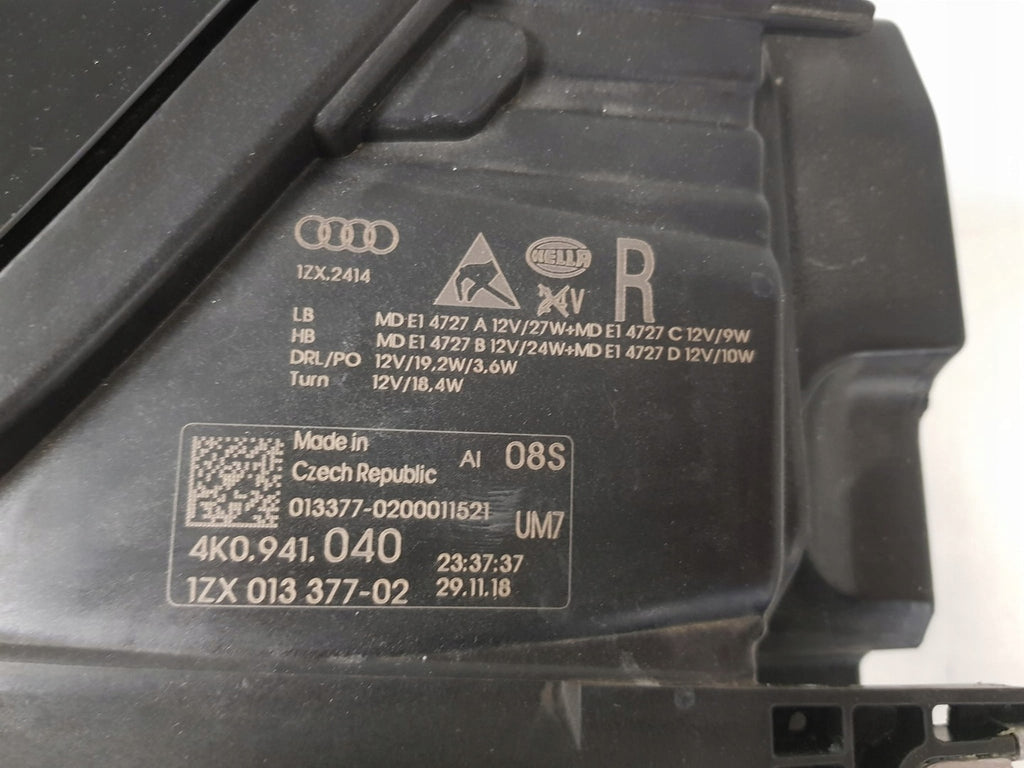 1ZX.2414
HELLA
24V
R
LB MD E1 4727 A 12V/27W+MD E1 4727 C 12V/9W
HB MD E1 4727 B 12V/24W+MD E1 4727 D 12V/10W
DRL/PO 12V/19,2W/3,6W
Turn 12V/18,4W
Made in
Czech Republic
AI 08S
013377-0200011521
UM7
4K0.941.040
23:37:37
1ZX 013 377-02
29.11.18